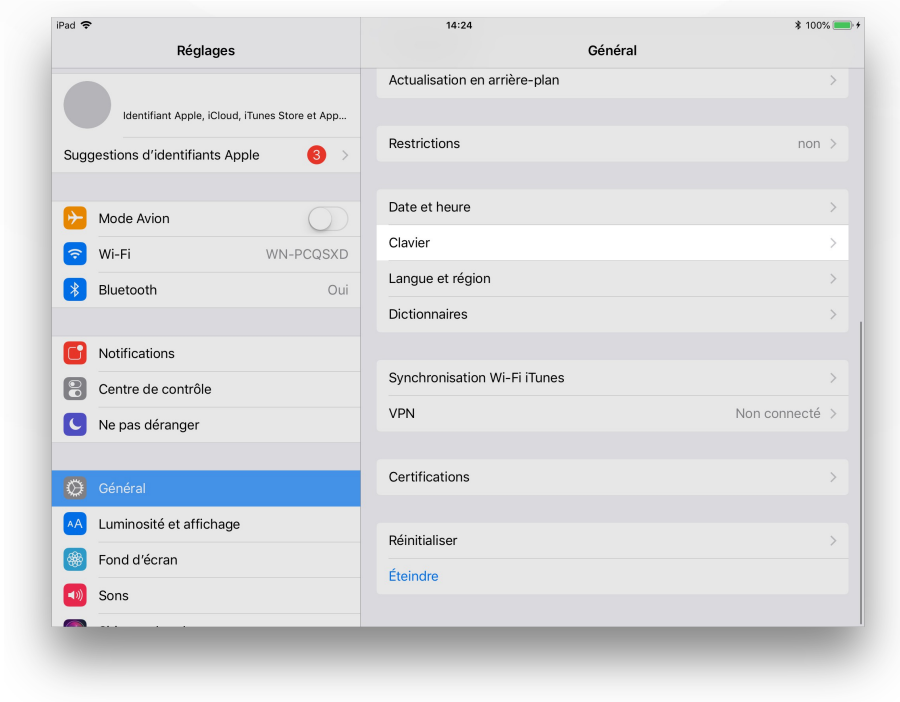 iPad
14:24
100%
Réglages
Général
Identifiant Apple, iCloud, iTunes Store et App...
Suggestions d'identifiants Apple
3
Mode Avion
Wi-Fi
WN-PCQSXD
Bluetooth
Oui
Notifications
Centre de contrôle
Ne pas déranger
Général
Luminosité et affichage
Fond d'écran
Sons
Actualisation en arrière-plan
Restrictions
non
Date et heure
Clavier
Langue et région
Dictionnaires
Synchronisation Wi-Fi iTunes
VPN
Non connecté
Certifications
Réinitialiser
Éteindre